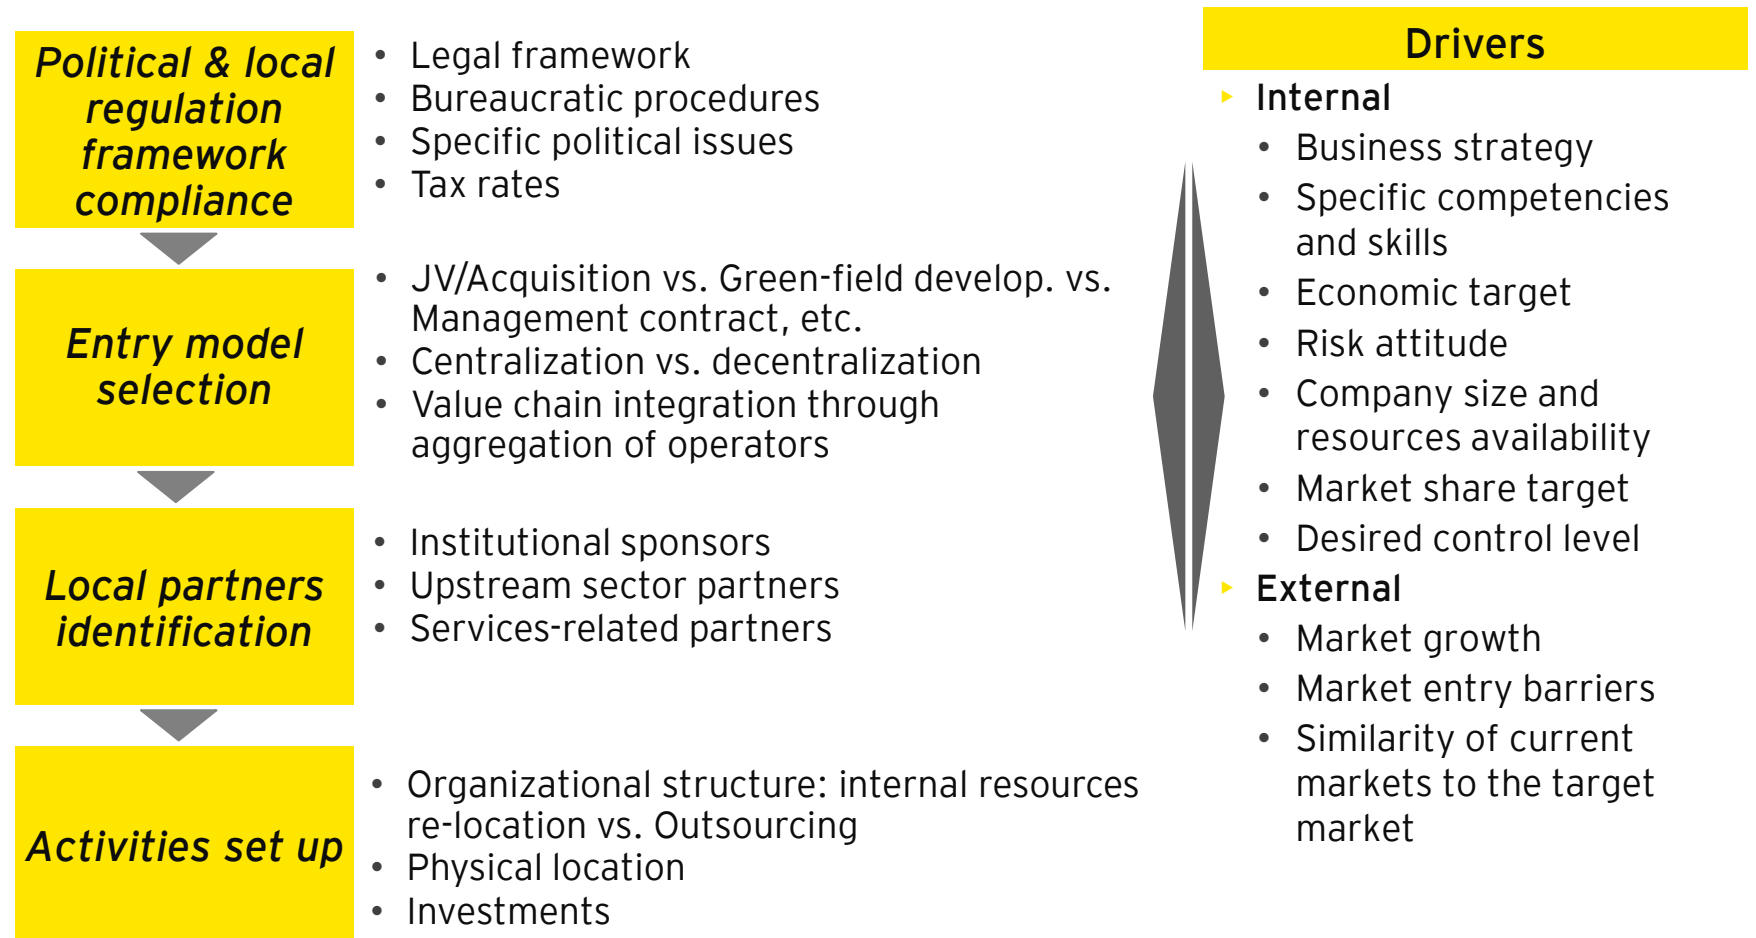 Political & local
regulation
framework
compliance
• Legal framework
• Bureaucratic procedures
• Specific political issues
• Tax rates
Entry model
selection
• JV/Acquisition vs. Green-field develop. vs.
Management contract, etc.
• Centralization vs. decentralization
• Value chain integration through
aggregation of operators
Local partners
identification
• Institutional sponsors
• Upstream sector partners
• Services-related partners
Activities set up
• Organizational structure: internal resources
re-location vs. Outsourcing
• Physical location
• Investments
Drivers
Internal
• Business strategy
• Specific competencies
and skills
• Economic target
• Risk attitude
• Company size and
resources availability
• Market share target
• Desired control level
External
• Market growth
• Market entry barriers
• Similarity of current
markets to the target
market